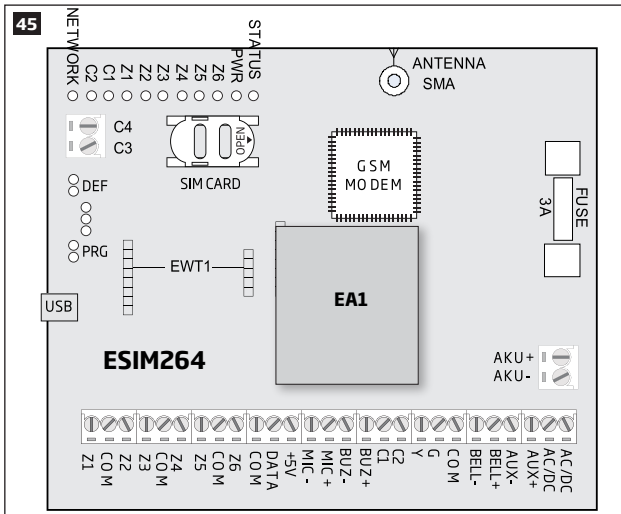 45
NETWORK
C2
C1
Z1
Z2
Z3
Z4
Z5
Z6
PWR
STATUS
ANTENNA
SMA
C4
C3
OPEN
SIM CARD
GSM
MODEM
FUSE
3A
DEF
PRG
EWT1
EA1
USB
ESIM264
AKU+
AKU-
Z1
COM
Z2
Z3
COM
Z4
Z5
COM
Z6
COM
DATA
+5V
MIC-
MIC+
BUZ-
BUZ+
C1
C2
Y
G
COM
BELL-
BELL+
AUX-
AUX+
AC/DC
AC/DC